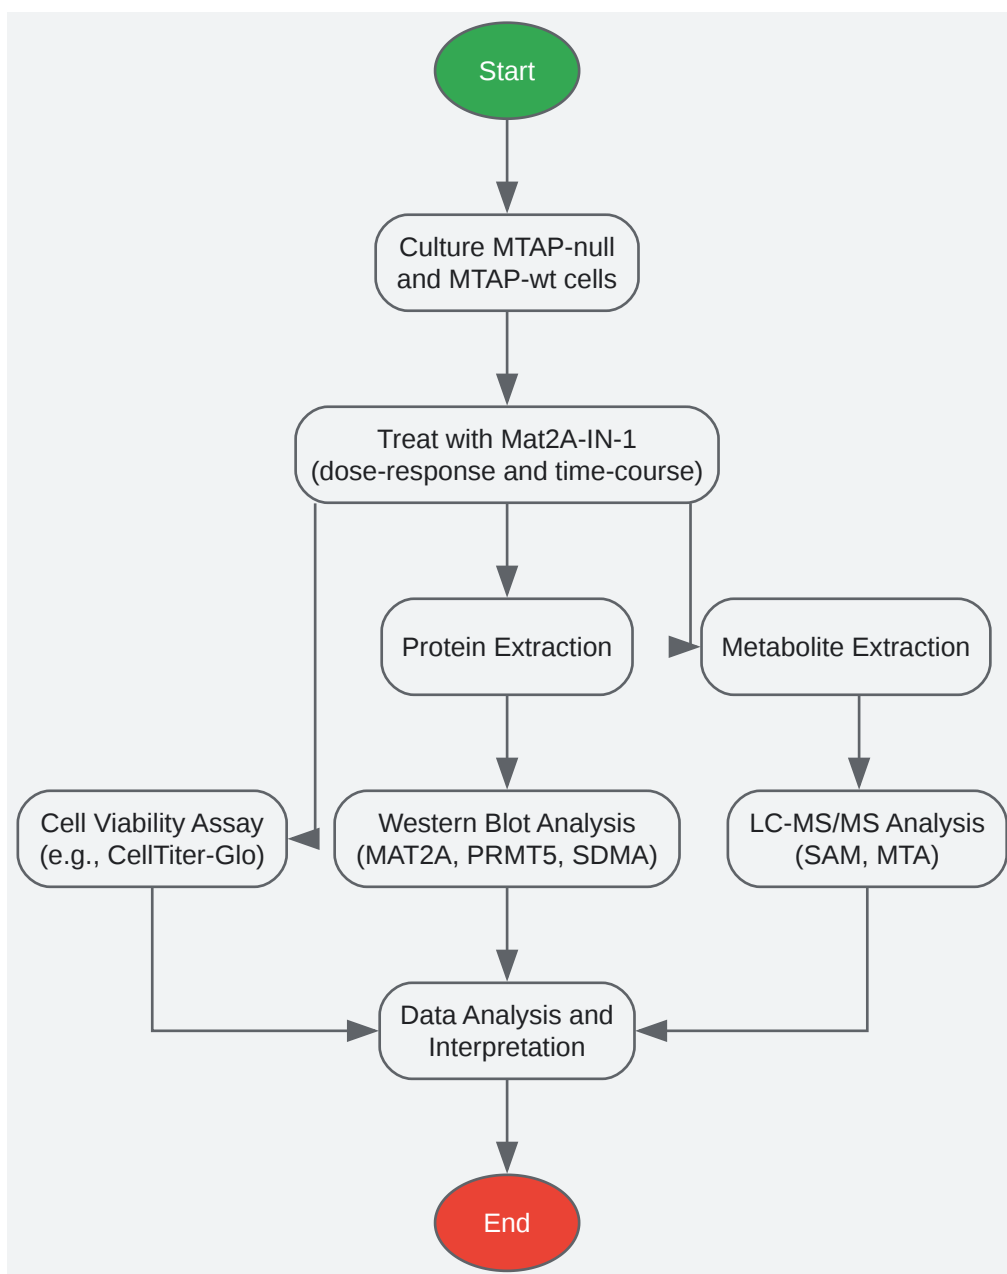 Start
Culture MTAP-null
and MTAP-wt cells
Treat with Mat2A-IN-1
(dose-response and time-course)
Protein Extraction
Metabolite Extraction
Cell Viability Assay
(e.g., CellTiter-Glo)
Western Blot Analysis
(MAT2A, PRMT5, SDMA)
LC-MS/MS Analysis
(SAM, MTA)
Data Analysis and
Interpretation
End